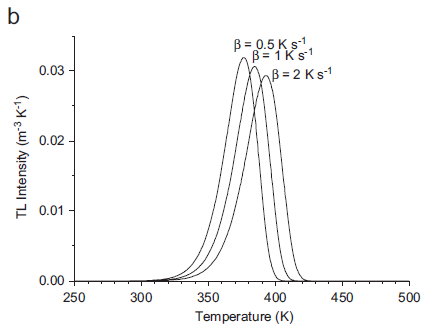 b
β = 0.5 K s⁻¹
β = 1 K s⁻¹
β = 2 K s⁻¹
0.03
0.02
0.01
0.00
TL Intensity (m⁻³ K⁻¹)
250 300 350 400 450 500
Temperature (K)